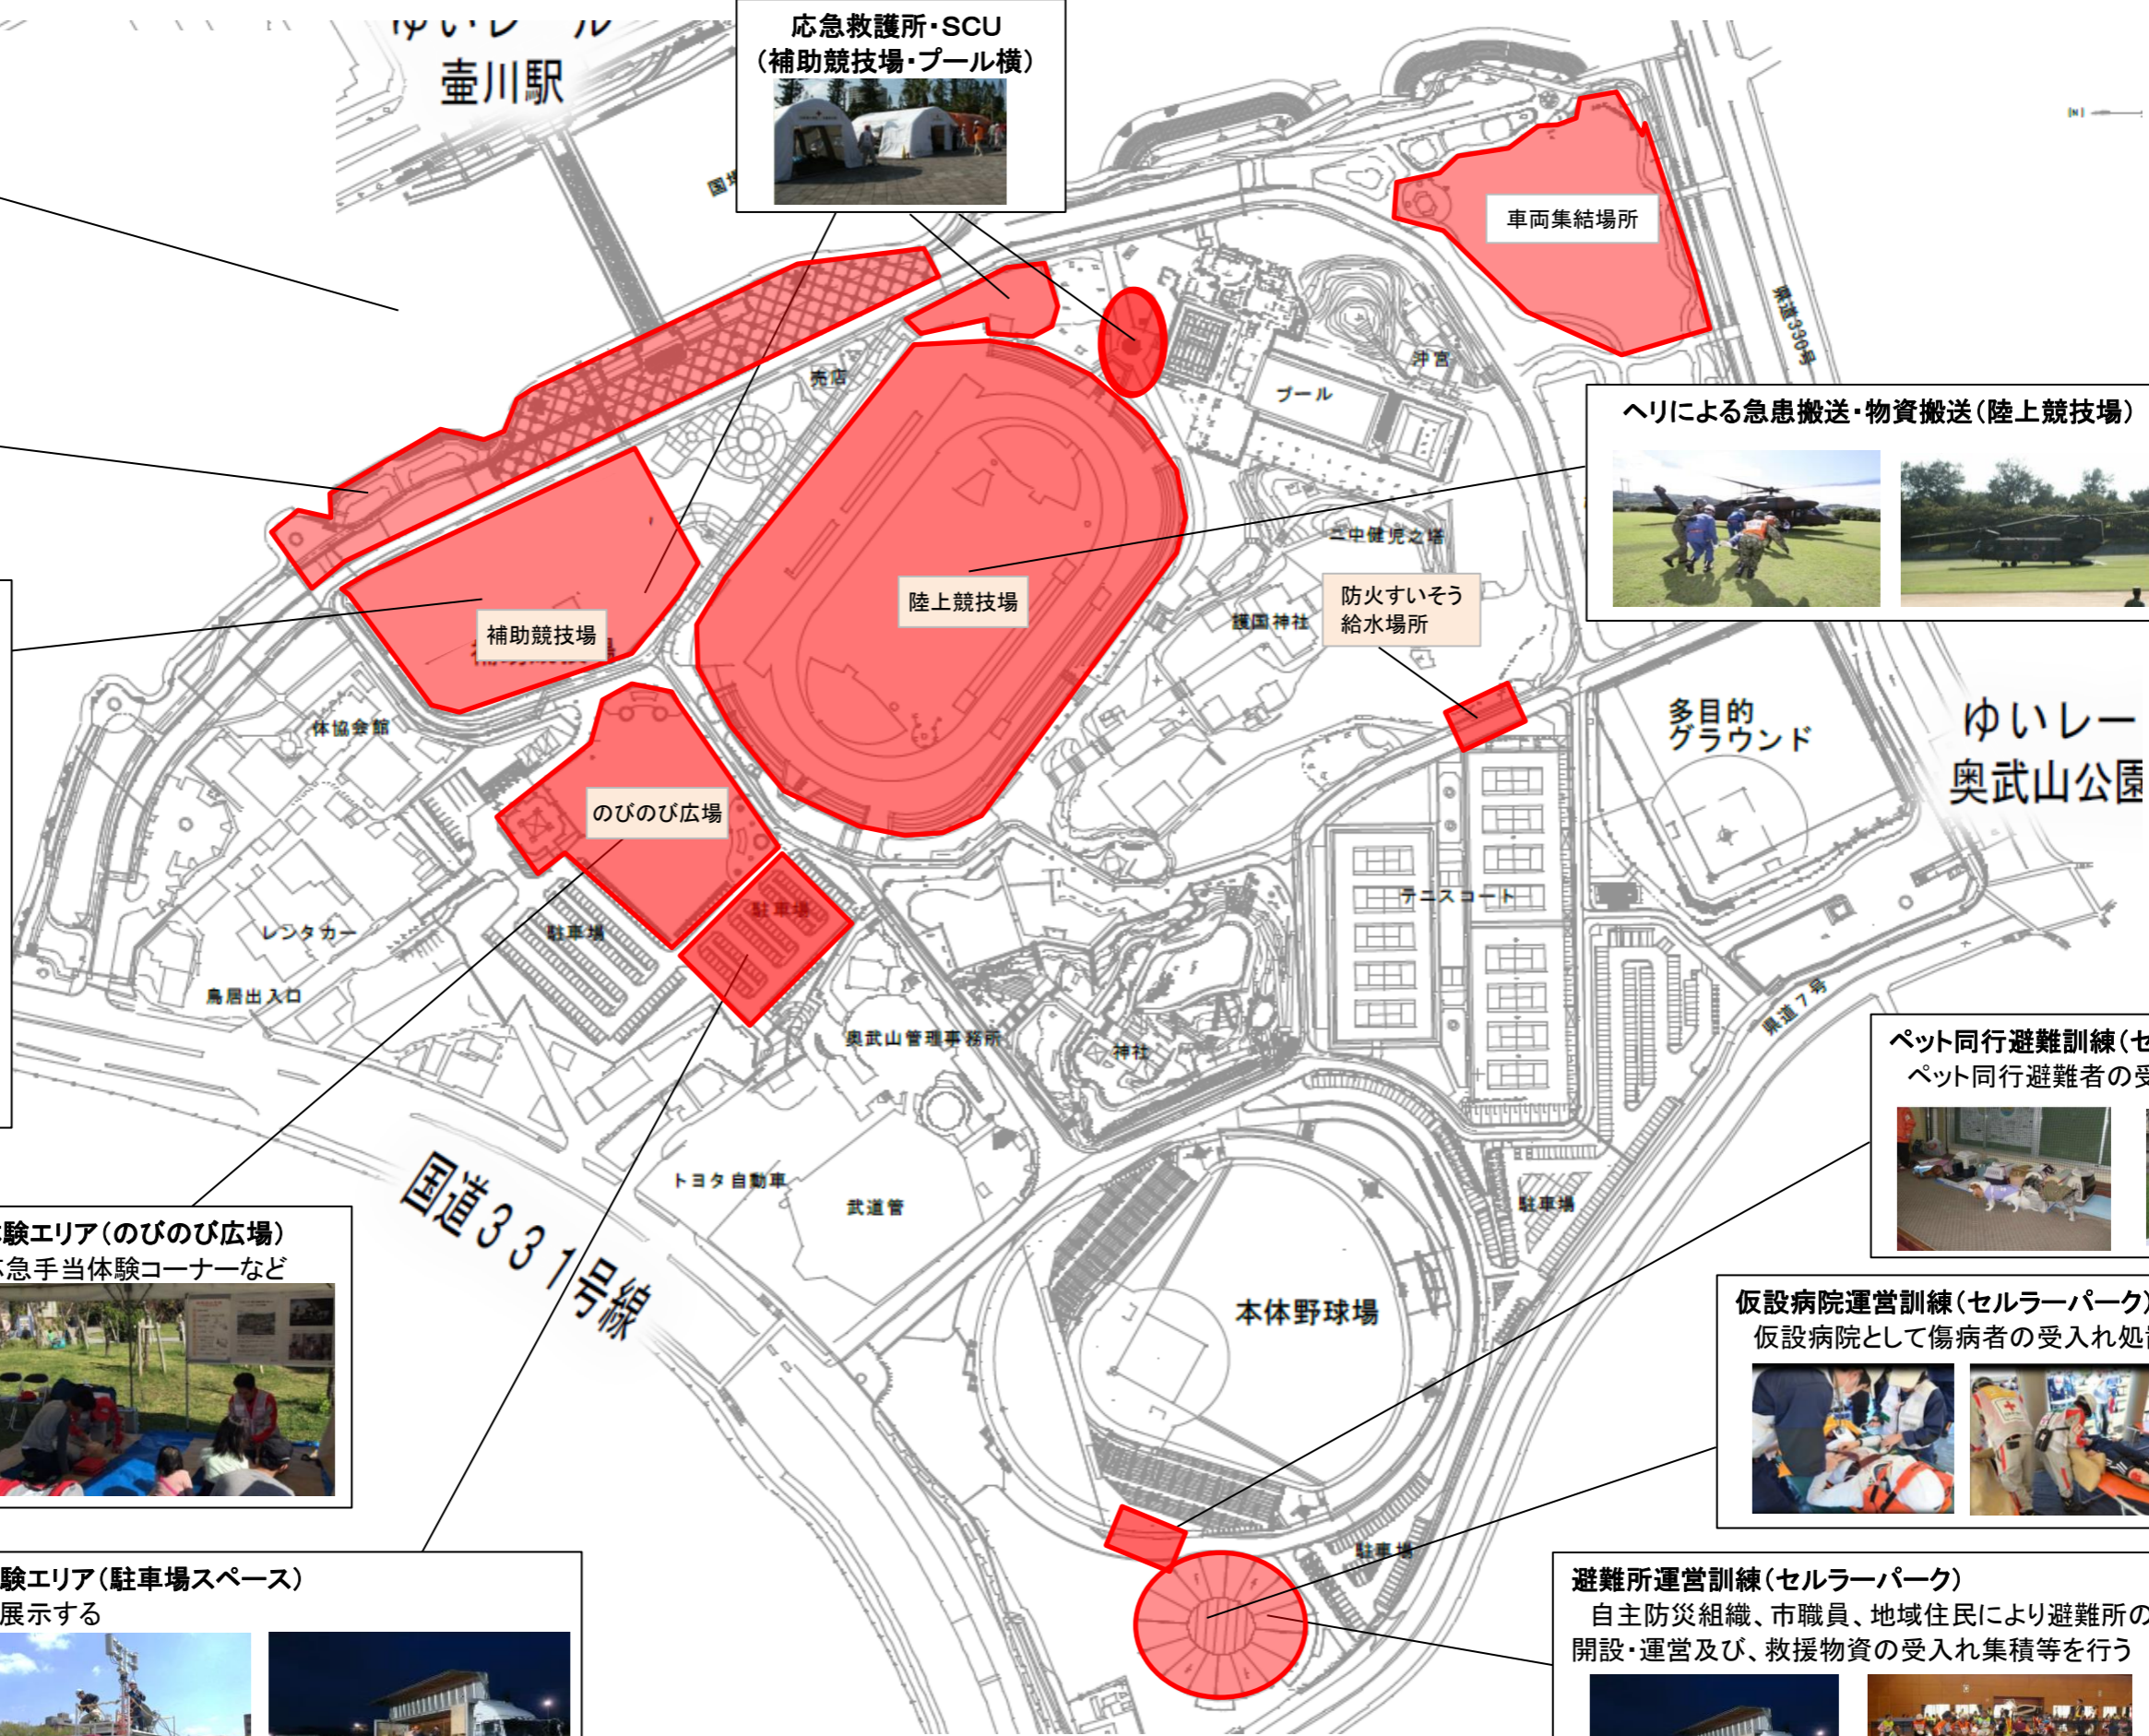 ゆいレール
壷川駅
応急救護所・SCU
(補助競技場・プール横)
車両集結場所
県道330号
売店
沖宮
プール
ヘリによる急患搬送・物資搬送(陸上競技場)
二中健児之塔
陸上競技場
防火すいそう
給水場所
護国神社
補助競技場
体協会館
多目的
グラウンド
ゆいレー
奥武山公園
のびのび広場
駐車場
テニスコート
レンタカー
駐車場
鳥居出入口
県道7号
奥武山管理事務所
神社
ペット同行避難訓練(セ
ペット同行避難者の受
国道331号線
トヨタ自動車
武道管
駐車場
験エリア(のびのび広場)
急手当体験コーナーなど
本体野球場
仮設病院運営訓練(セルラーパーク)
仮設病院として傷病者の受入れ処
駐車場
験エリア(駐車場スペース)
展示する
避難所運営訓練(セルラーパーク)
自主防災組織、市職員、地域住民により避難所の
開設・運営及び、救援物資の受入れ集積等を行う